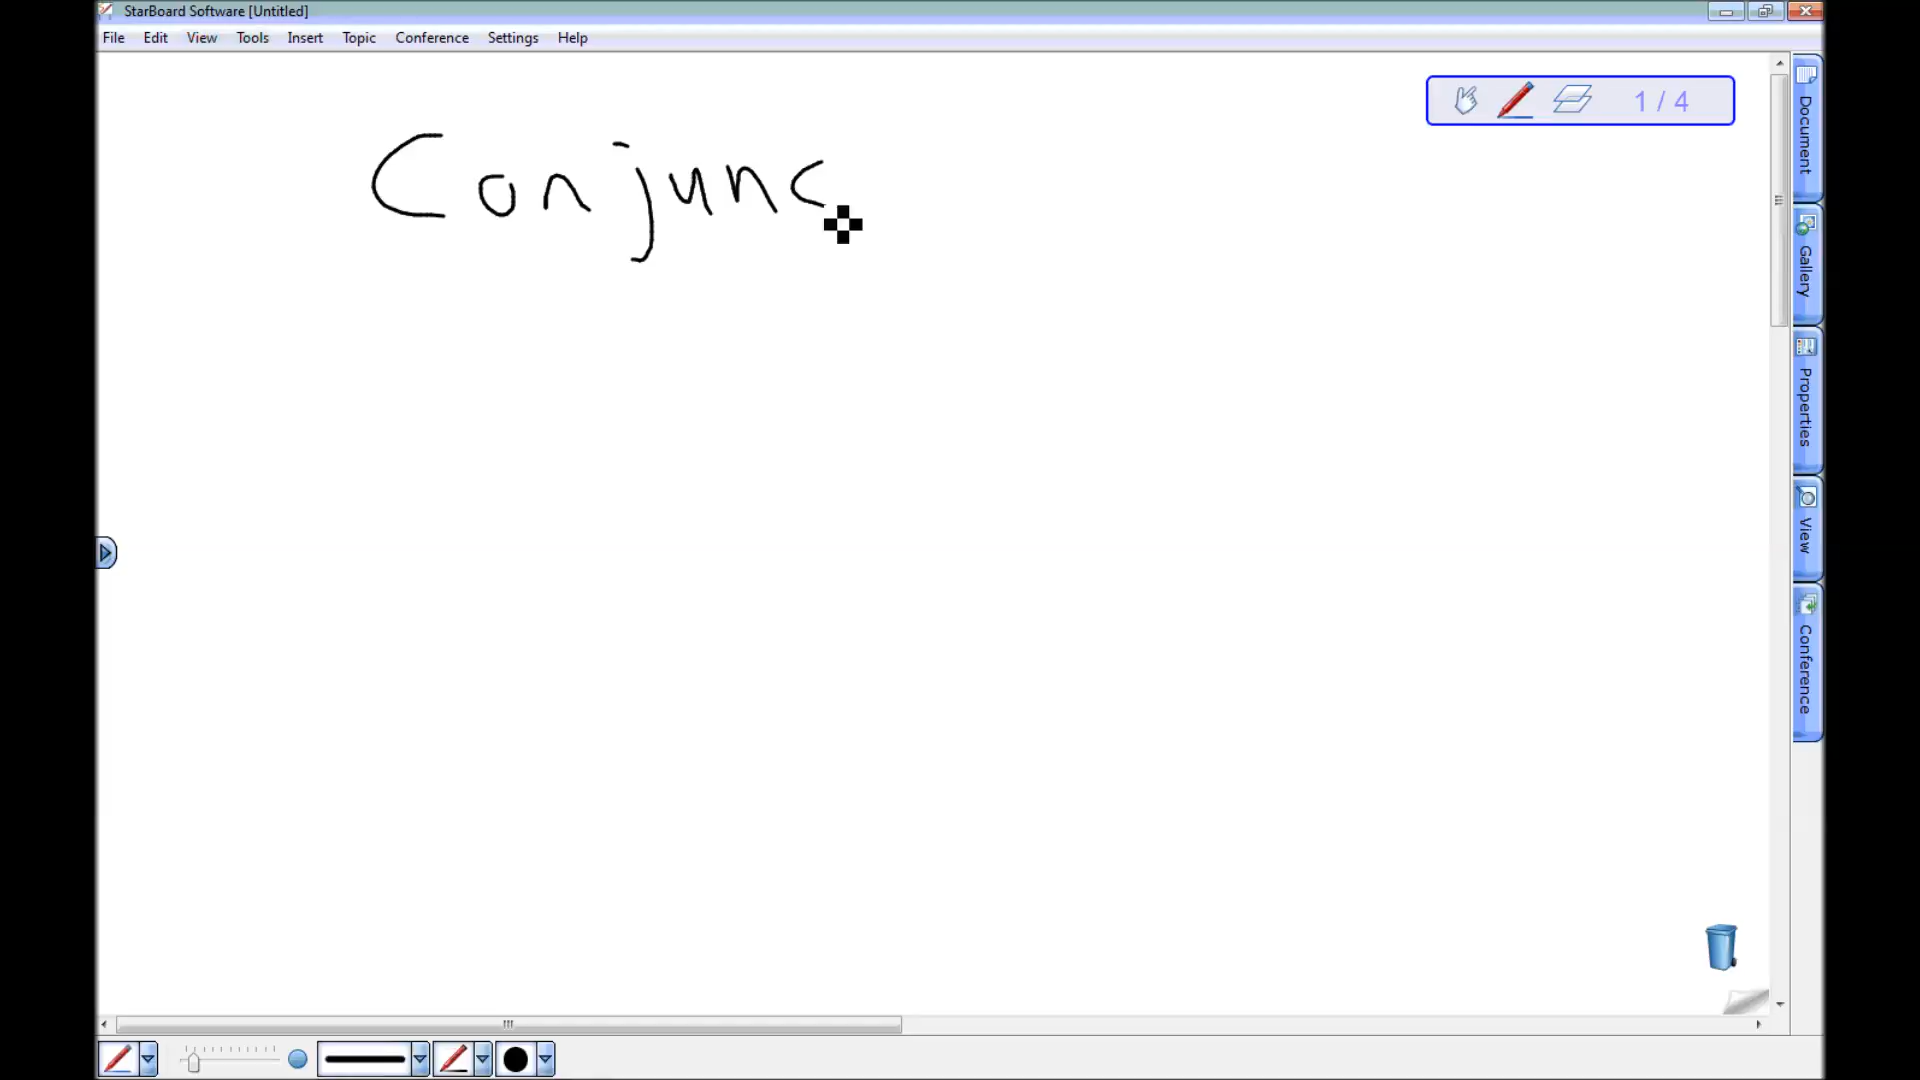 StarBoard Software [Untitled]
File Edit View Tools Insert Topic Conference Settings Help
1 / 4
Conjunc
Document
Gallery
Properties
View
Conference